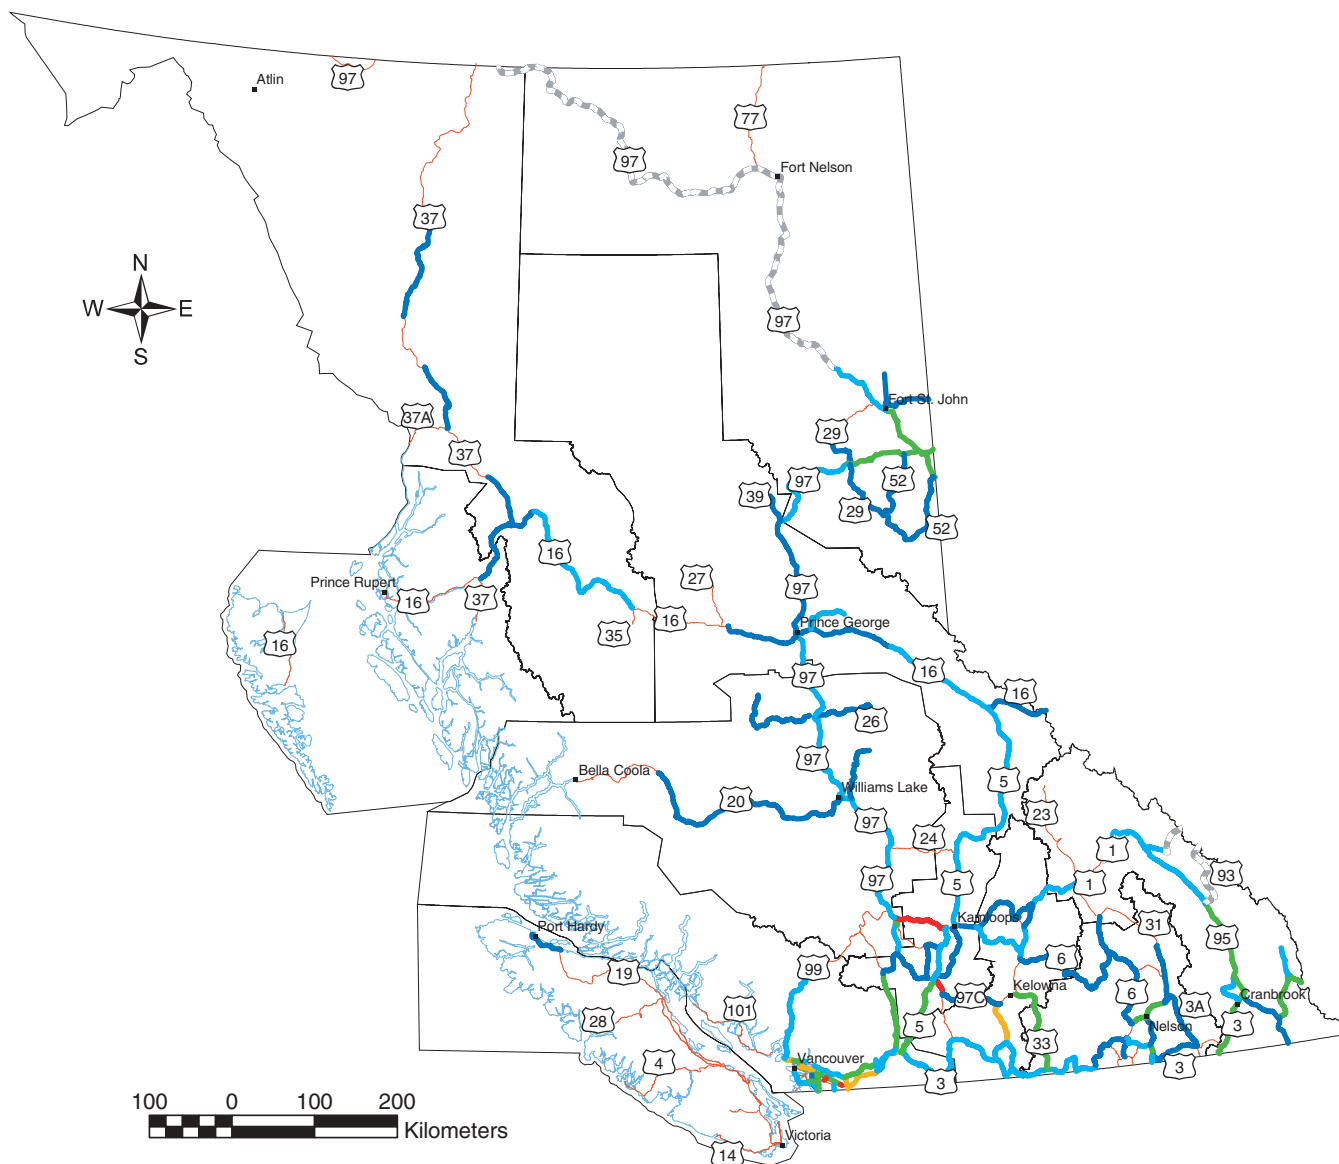 Atlin
97
77
97
Fort Nelson
37
N
W
E
S
97
Fort St. John
37A
29
37
97
52
39
29
52
16
27
97
Prince Rupert
16
37
16
35
Prince George
16
97
16
16
26
97
Bella Coola
5
20
Williams Lake
97
24
23
1
97
5
1
93
Kamloops
Port Hardy
31
95
99
6
19
97C
Kelowna
6
3A
Cranbrook
101
28
5
33
Nelson
3
Vancouver
4
3
3
100
0
100
200
Kilometers
Victoria
14